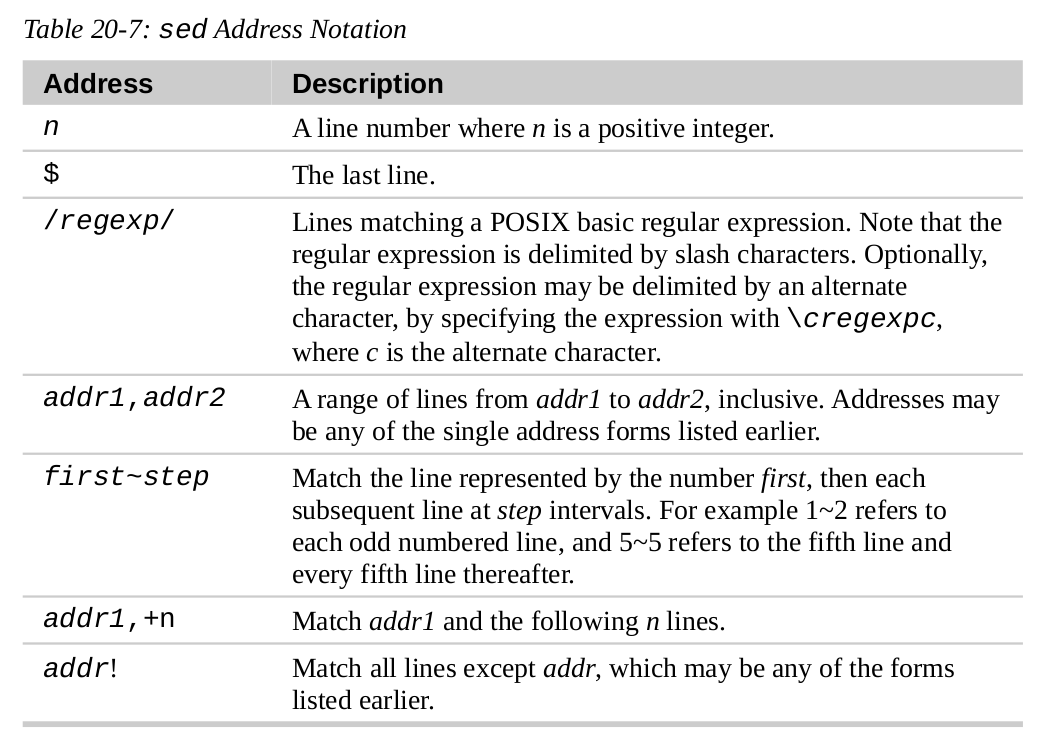 Table 20-7: sed Address Notation
Address Description
n A line number where n is a positive integer.
$ The last line.
/regexp/ Lines matching a POSIX basic regular expression. Note that the
regular expression is delimited by slash characters. Optionally,
the regular expression may be delimited by an alternate
character, by specifying the expression with \cregexpc,
where c is the alternate character.
addr1,addr2 A range of lines from addr1 to addr2, inclusive. Addresses may
be any of the single address forms listed earlier.
first~step Match the line represented by the number first, then each
subsequent line at step intervals. For example 1~2 refers to
each odd numbered line, and 5~5 refers to the fifth line and
every fifth line thereafter.
addr1,+n Match addr1 and the following n lines.
addr! Match all lines except addr, which may be any of the forms
listed earlier.